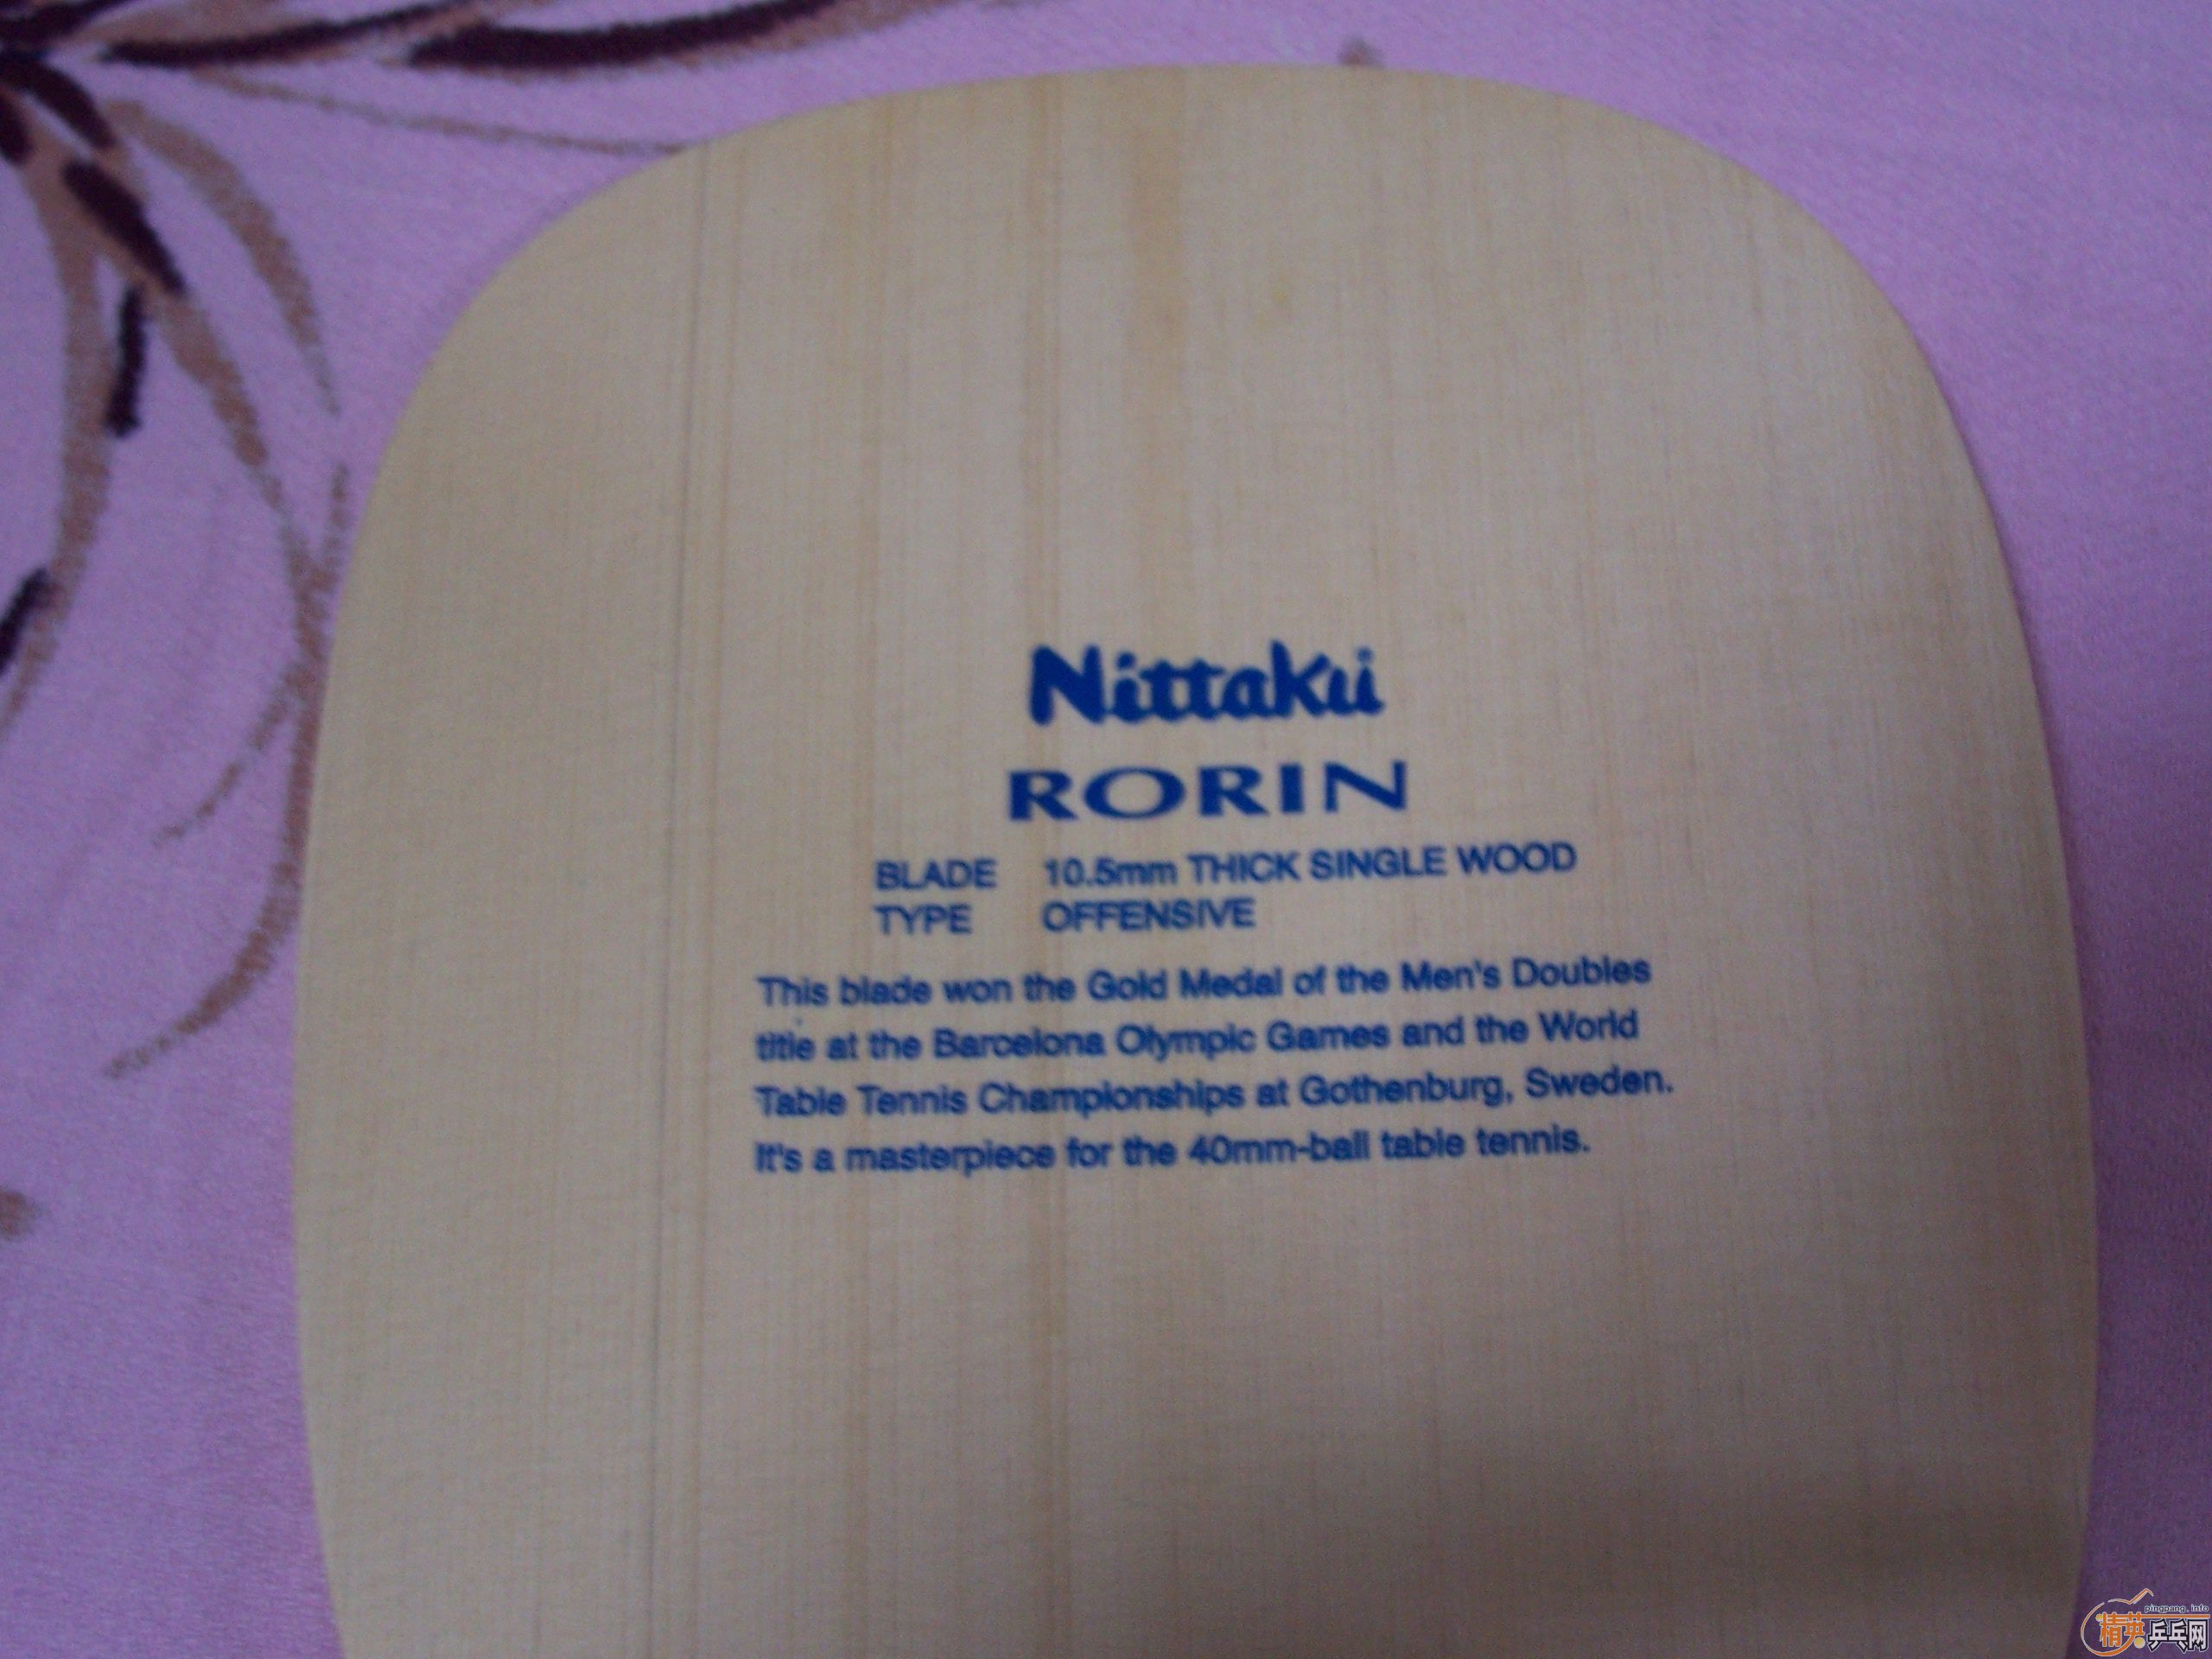 Nittaku
RORIN
BLADE 10.5mm THICK SINGLE WOOD
TYPE OFFENSIVE
This blade won the Gold Medal of the Men's Doubles
title at the Barcelona Olympic Games and the World
Table Tennis Championships at Gothenburg, Sweden.
It's a masterpiece for the 40mm-ball table tennis.
pingpang.info
精英乒乓网